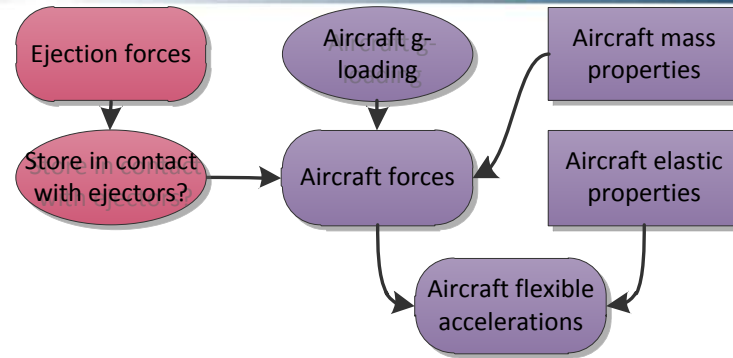 Ejection forces
Aircraft g-
loading
Aircraft mass
properties
Store in contact
with ejectors?
Aircraft forces
Aircraft elastic
properties
Aircraft flexible
accelerations